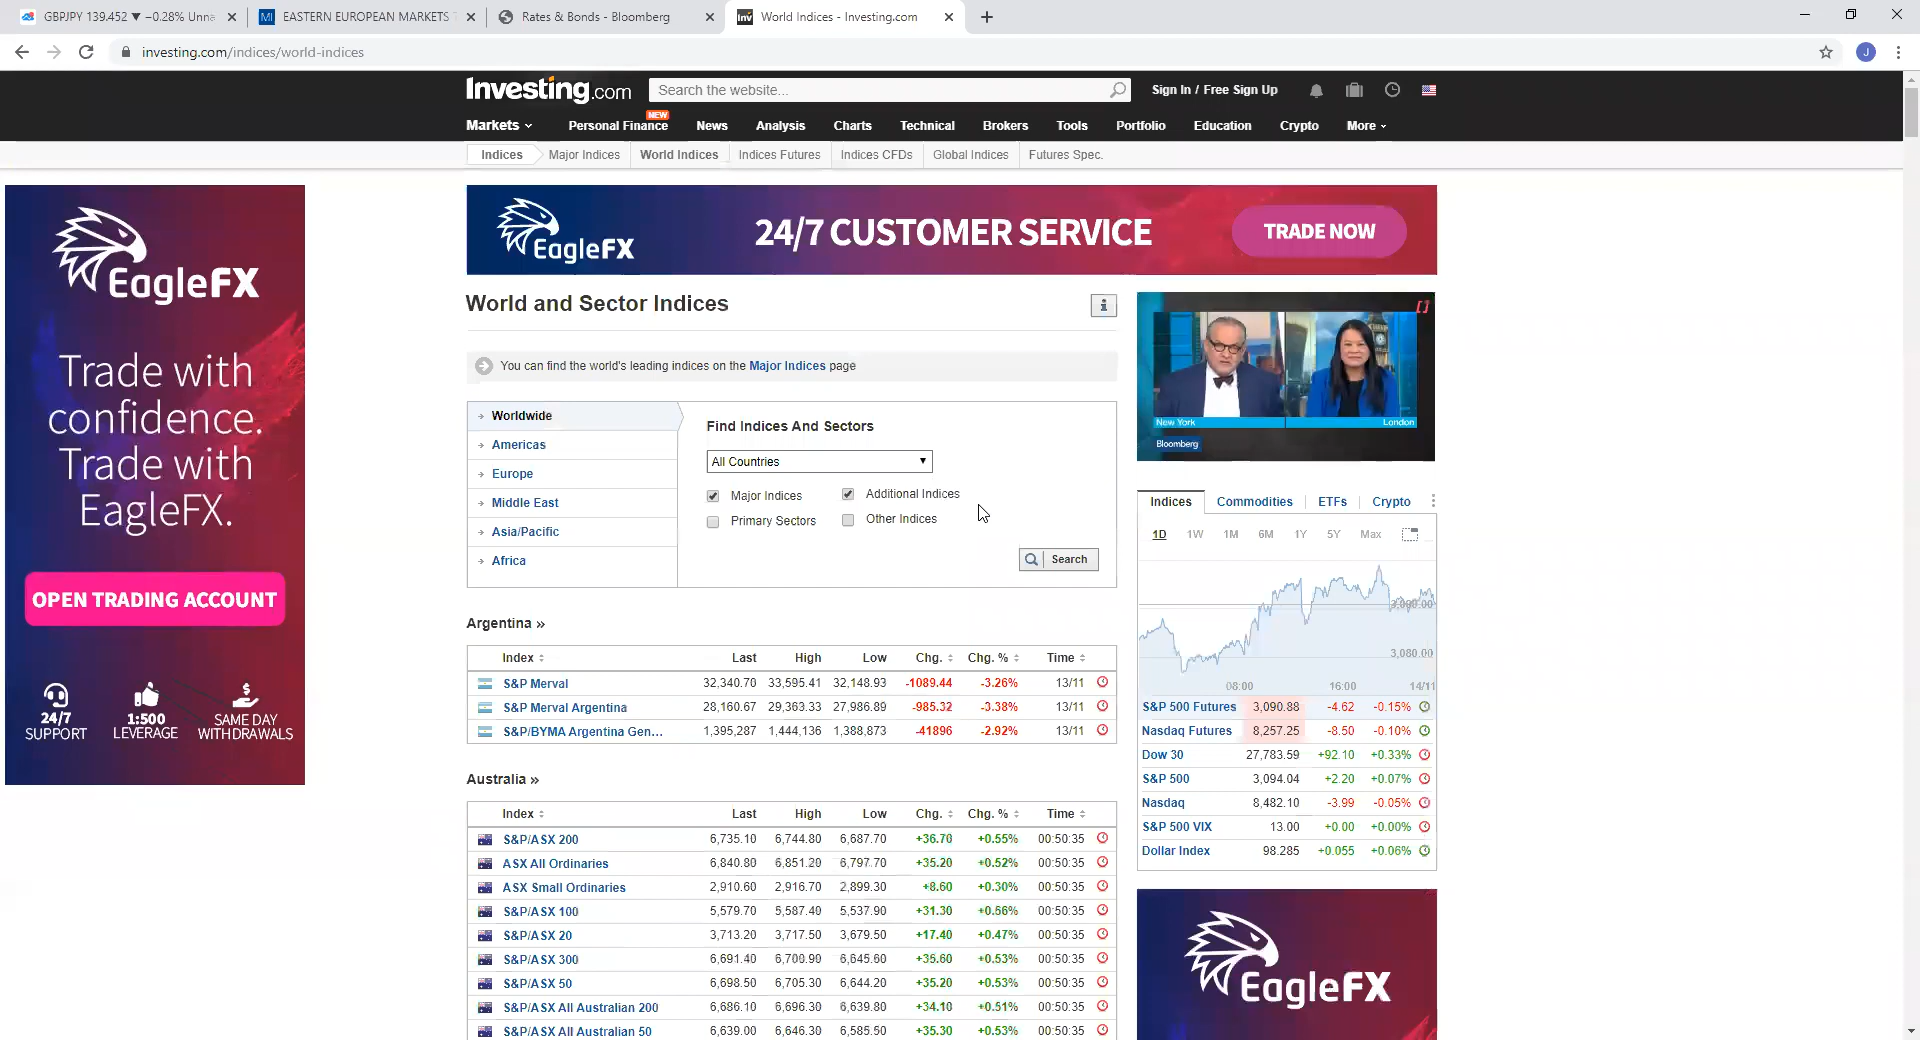 GBPJPY 139.452 ▼ −0.28% Unna
EASTERN EUROPEAN MARKETS
Rates & Bonds - Bloomberg
World Indices - Investing.com
investing.com/indices/world-indices
J
Investing.com
Search the website...
Sign In / Free Sign Up
NEW
Markets
Personal Finance
News
Analysis
Charts
Technical
Brokers
Tools
Portfolio
Education
Crypto
More
Indices
Major Indices
World Indices
Indices Futures
Indices CFDs
Global Indices
Futures Spec.
EagleFX
Trade with
confidence.
Trade with
EagleFX.
OPEN TRADING ACCOUNT
24/7 SUPPORT
1:500 LEVERAGE
SAME DAY WITHDRAWALS
EagleFX
24/7 CUSTOMER SERVICE
TRADE NOW
World and Sector Indices
You can find the world's leading indices on the Major Indices page
Worldwide
Americas
Europe
Middle East
Asia/Pacific
Africa
Find Indices And Sectors
All Countries
Major Indices
Additional Indices
Primary Sectors
Other Indices
Search
Argentina »
Index Last High Low Chg. Chg. % Time
S&P Merval 32,340.70 33,595.41 32,148.93 -1089.44 -3.26% 13/11
S&P Merval Argentina 28,160.67 29,363.33 27,986.89 -985.32 -3.38% 13/11
S&P/BYMA Argentina Gen... 1,395,287 1,444,136 1,388,873 -41896 -2.92% 13/11
Australia »
Index Last High Low Chg. Chg. % Time
S&P/ASX 200 6,735.10 6,744.80 6,687.70 +36.70 +0.55% 00:50:35
ASX All Ordinaries 6,840.80 6,851.20 6,797.70 +35.20 +0.52% 00:50:35
ASX Small Ordinaries 2,910.60 2,916.70 2,899.30 +8.60 +0.30% 00:50:35
S&P/ASX 100 5,579.70 5,587.40 5,537.90 +31.30 +0.56% 00:50:35
S&P/ASX 20 3,713.20 3,717.50 3,679.50 +17.40 +0.47% 00:50:35
S&P/ASX 300 6,691.40 6,700.90 6,645.60 +35.60 +0.53% 00:50:35
S&P/ASX 50 6,698.50 6,705.30 6,644.20 +35.20 +0.53% 00:50:35
S&P/ASX All Australian 200 6,686.10 6,696.30 6,639.80 +34.10 +0.51% 00:50:35
S&P/ASX All Australian 50 6,639.00 6,646.30 6,585.50 +35.30 +0.53% 00:50:35
New York
London
Bloomberg
Indices
Commodities
ETFs
Crypto
1D 1W 1M 6M 1Y 5Y Max
3,080.00
08:00 16:00 14/11
S&P 500 Futures 3,090.88 -4.62 -0.15%
Nasdaq Futures 8,257.25 -8.50 -0.10%
Dow 30 27,783.59 +92.10 +0.33%
S&P 500 3,094.04 +2.20 +0.07%
Nasdaq 8,482.10 -3.99 -0.05%
S&P 500 VIX 13.00 +0.00 +0.00%
Dollar Index 98.285 +0.055 +0.06%
EagleFX